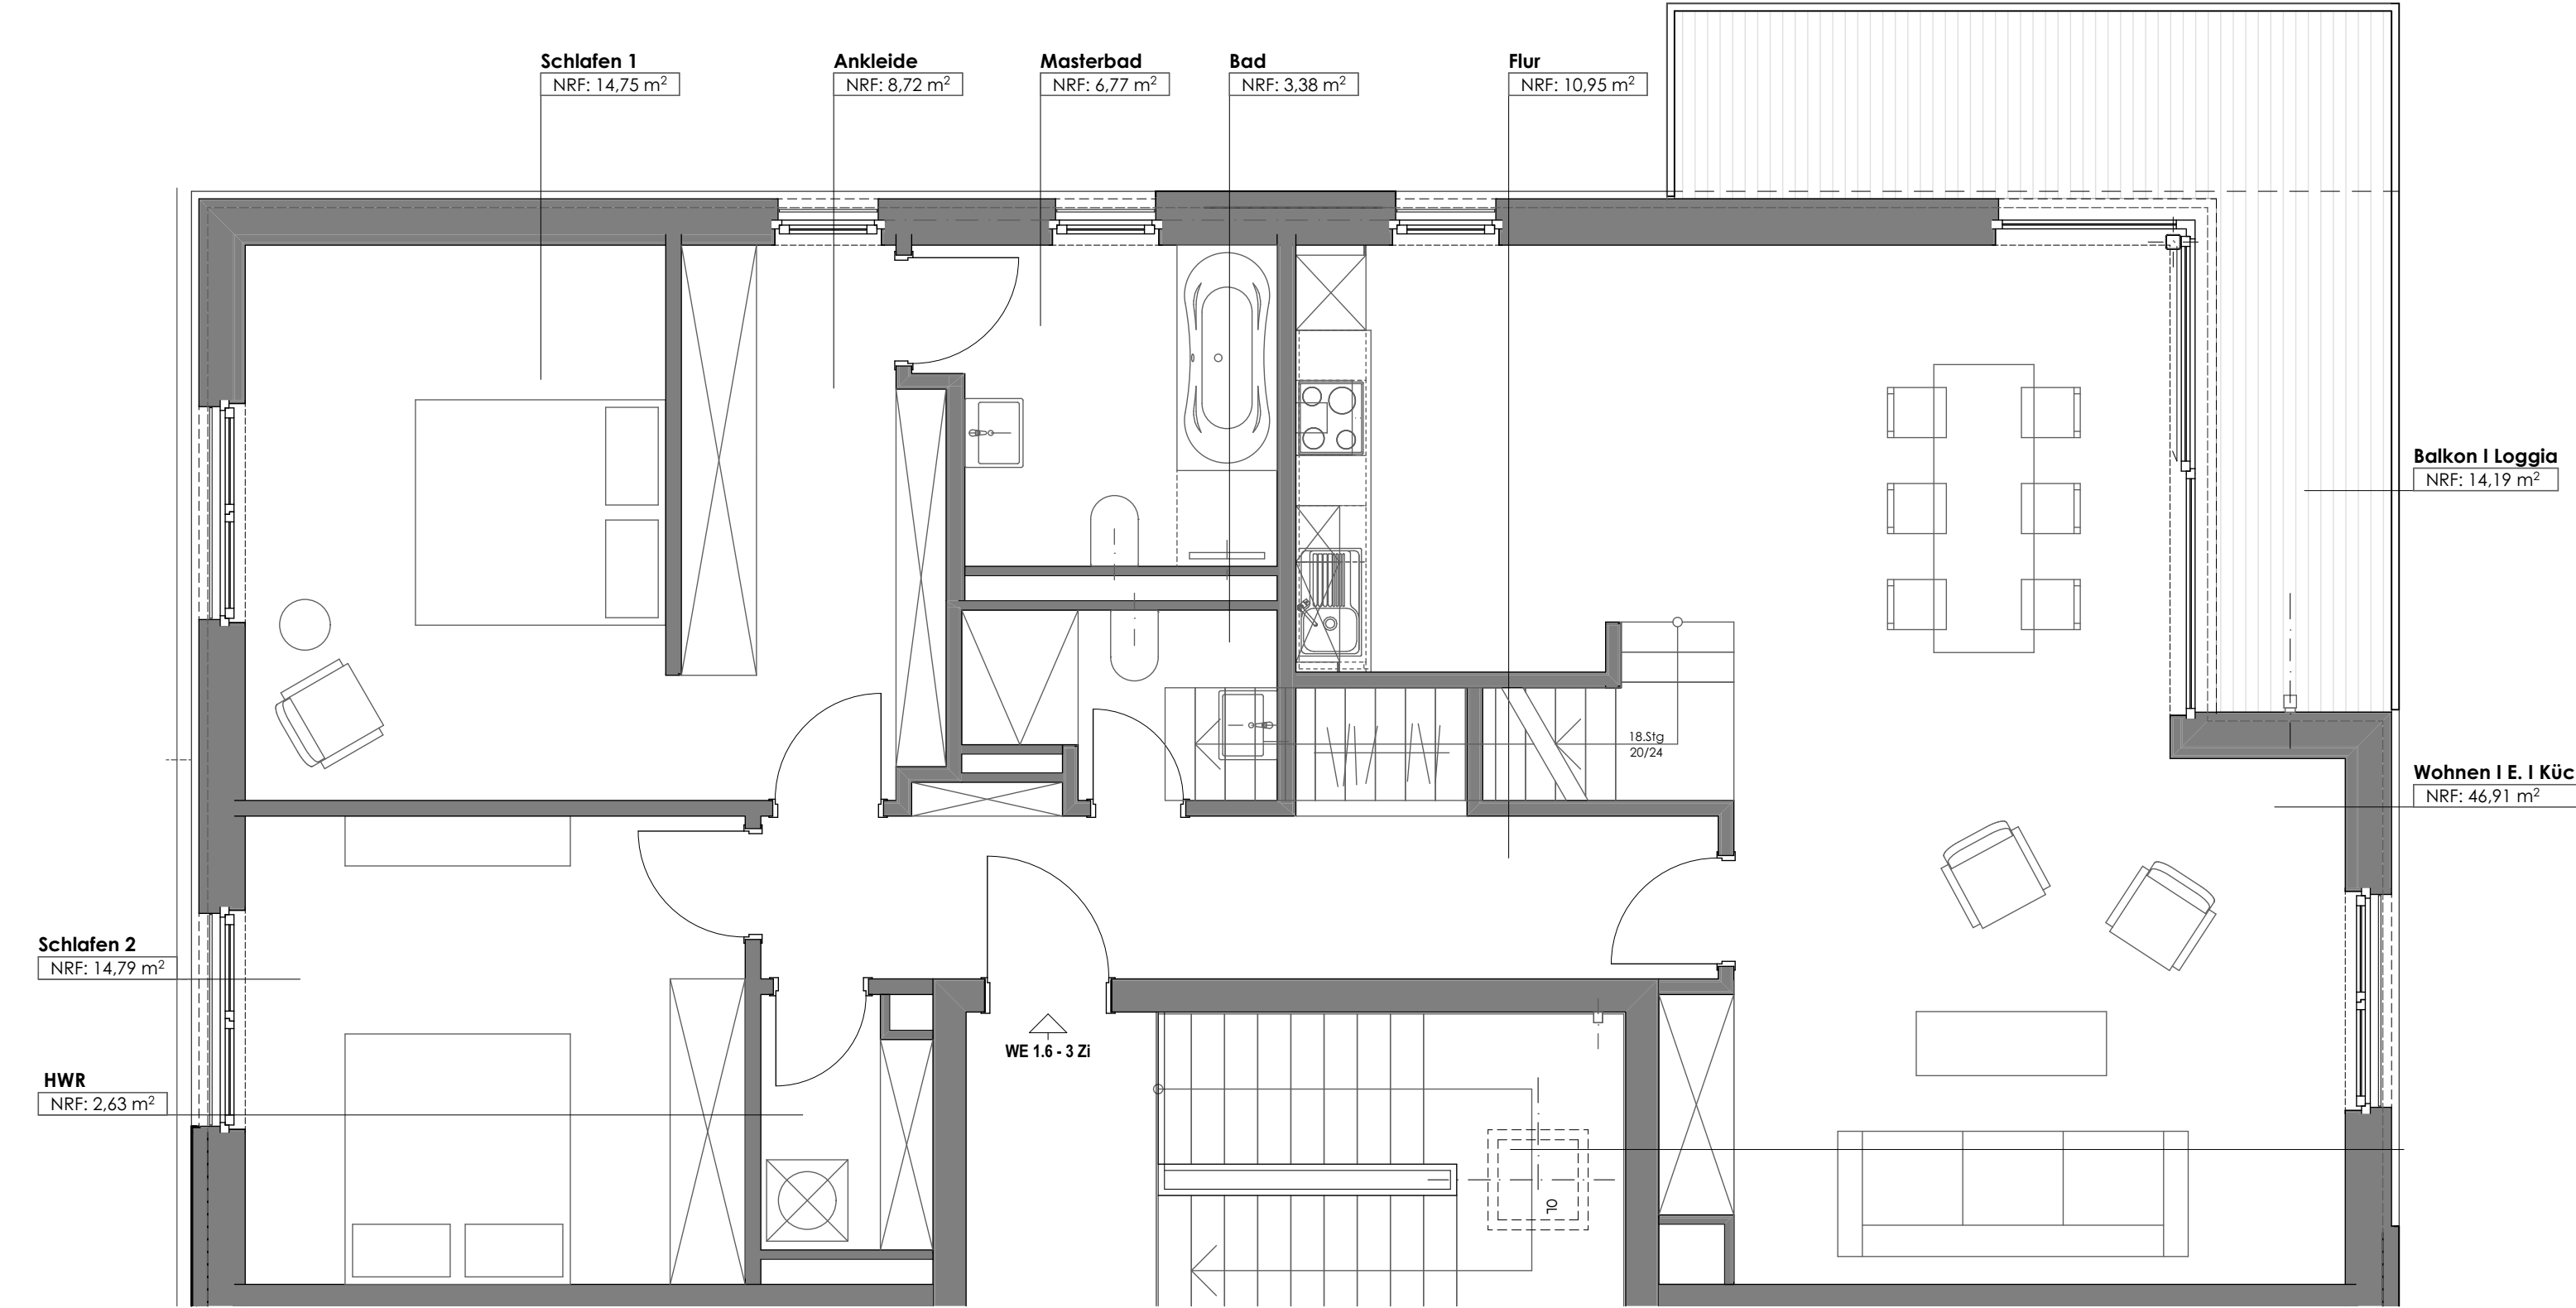 Schlafen 1
NRF: 14,75 m²
Ankleide
NRF: 8,72 m²
Masterbad
NRF: 6,77 m²
Bad
NRF: 3,38 m²
Flur
NRF: 10,95 m²
Balkon I Loggia
NRF: 14,19 m²
18.Stg
20/24
Wohnen I E. I Küc
NRF: 46,91 m²
Schlafen 2
NRF: 14,79 m²
WE 1.6 - 3 Zi
HWR
NRF: 2,63 m²
OL